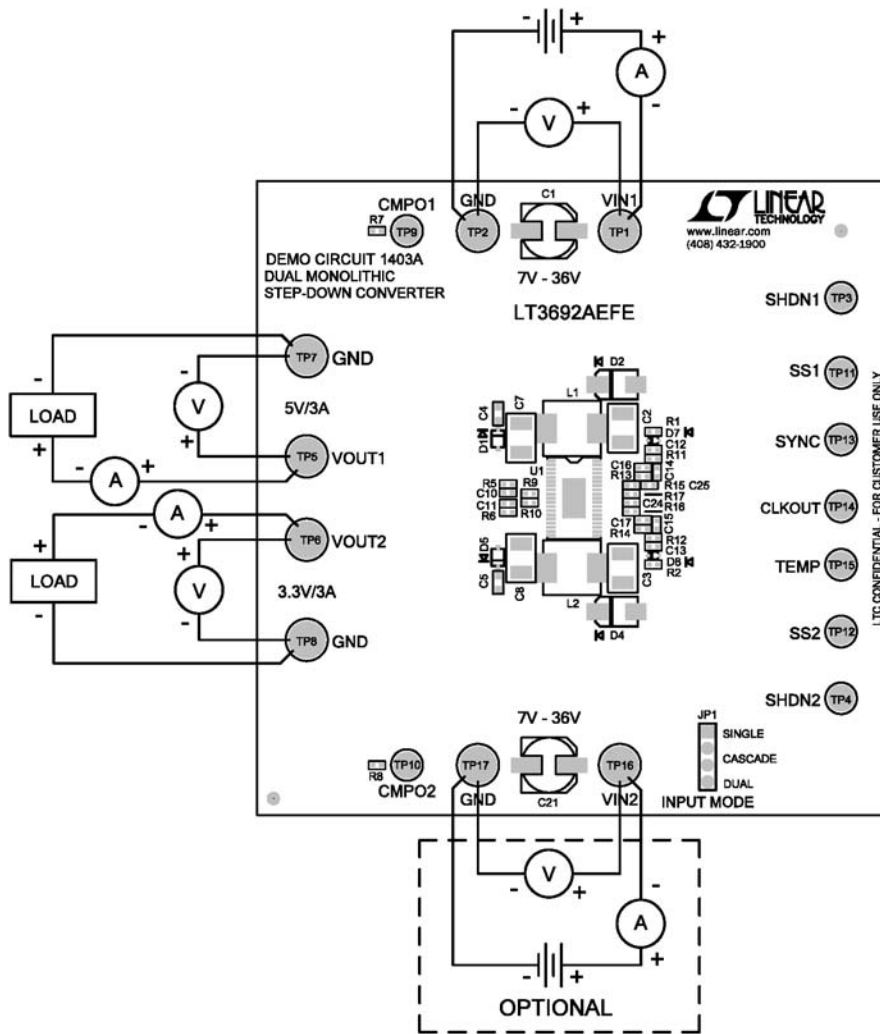 - +
+
A
-
- V +
CMPO1
GND
C1
VIN1
R7
TP9
TP2
TP1
LINEAR
TECHNOLOGY
www.linear.com
(408) 432-1900
DEMO CIRCUIT 1403A
DUAL MONOLITHIC
STEP-DOWN CONVERTER
7V - 36V
LT3692AEFE
SHDN1
TP3
TP7
GND
-
LOAD
+
-
V
+
5V/3A
TP5
VOUT1
- A +
- A +
TP6
VOUT2
+
LOAD
-
+
V
-
3.3V/3A
TP8
GND
D2
L1
C4
C7
D1
C2
R1
D7
C12
R11
U1
C16
R13
C14
R5
C10
C11
R6
R9
R10
R15
C25
R17
C24
R16
C17
R14
C15
R12
C13
D5
C5
C8
C3
D8
R2
L2
D4
SS1
TP11
SYNC
TP13
CLKOUT
TP14
TEMP
TP15
SS2
TP12
SHDN2
TP4
LTC CONFIDENTIAL - FOR CUSTOMER USE ONLY
7V - 36V
JP1
SINGLE
CASCADE
DUAL
INPUT MODE
R8
TP10
CMPO2
TP17
GND
C21
TP16
VIN2
- V +
-
A
+
- +
OPTIONAL